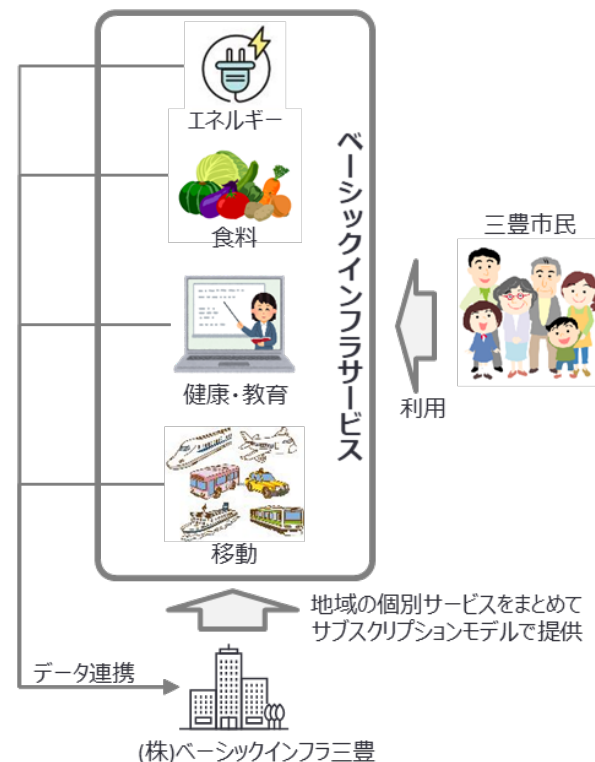 エネルギー
食料
健康・教育
移動
ベーシックインフラサービス
三豊市民
利用
地域の個別サービスをまとめて
サブスクリプションモデルで提供
データ連携
(株)ベーシックインフラ三豊